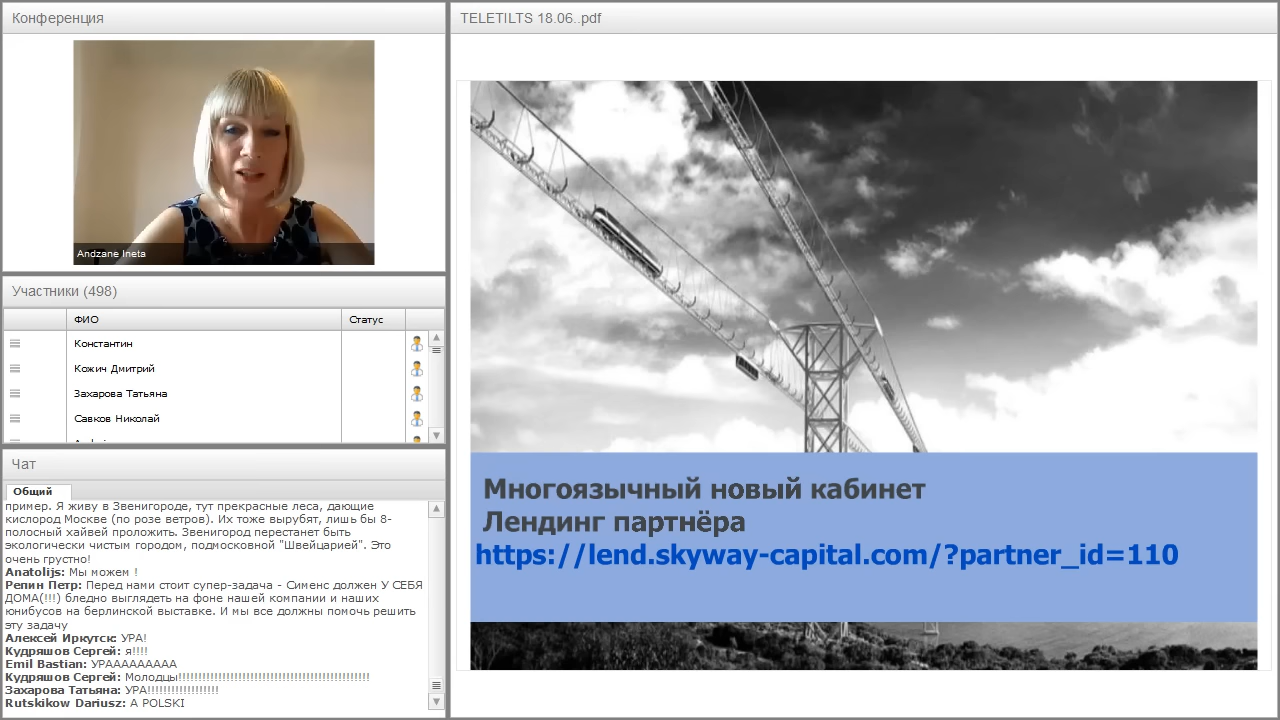 Конференция
Andzane Ineta
Участники (498)
ФИО
Статус
Константин
Кожич Дмитрий
Захарова Татьяна
Савков Николай
Чат
Общий
пример. Я живу в Звенигороде, тут прекрасные леса, дающие
кислород Москве (по розе ветров). Их тоже вырубят, лишь бы 8-
полосный хайвей проложить. Звенигород перестанет быть
экологически чистым городом, подмосковной "Швейцарией". Это
очень грустно!
Anatolijs: Мы можем !
Репин Петр: Перед нами стоит супер-задача - Сименс должен У СЕБЯ
ДОМА(!!!) бледно выглядеть на фоне нашей компании и наших
юнибусов на берлинской выставке. И мы все должны помочь решить
эту задачу
Алексей Иркутск: УРА!
Кудряшов Сергей: я!!!!
Emil Bastian: УРААААААААА
Кудряшов Сергей: Молодцы!!!!!!!!!!!!!!!!!!!!!!!!!!!!!!!!!!!!!!!!!!!!!!!!
Захарова Татьяна: УРА!!!!!!!!!!!!!!!!!!
Rutskikow Dariusz: A POLSKI
TELETILTS 18.06..pdf
Многоязычный новый кабинет
Лендинг партнёра
https://lend.skyway-capital.com/?partner_id=110